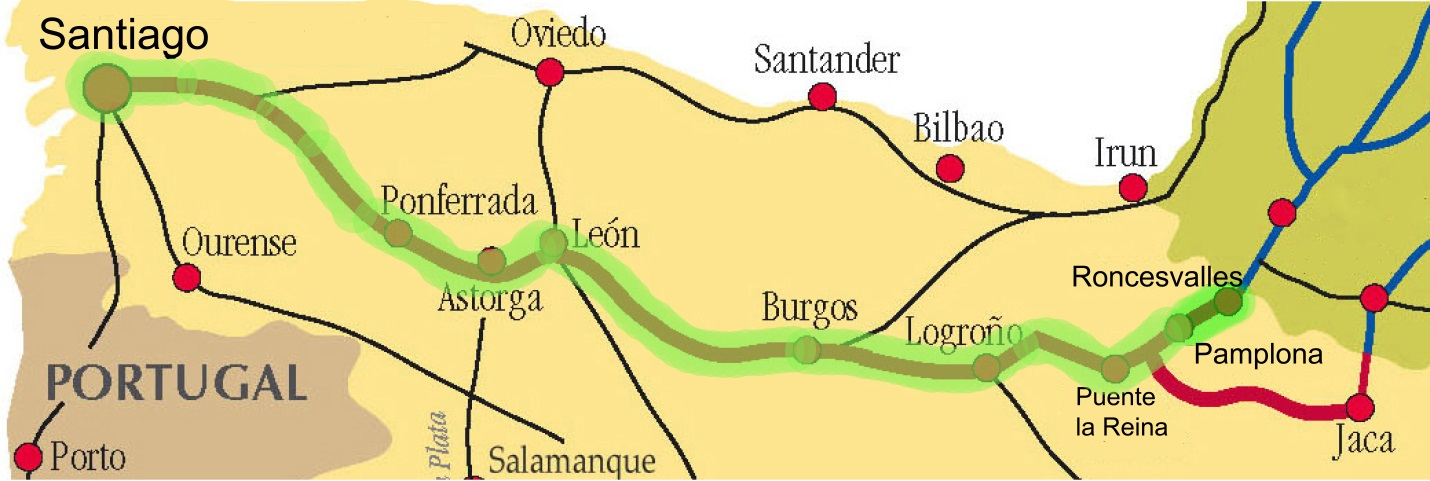 Santiago
Oviedo
Santander
Bilbao
Irun
Ponferrada
Ourense
León
Astorga
Roncesvalles
Burgos
Logroño
Pamplona
PORTUGAL
Puente
la Reina
Jaca
Porto
Plata
Salamanque